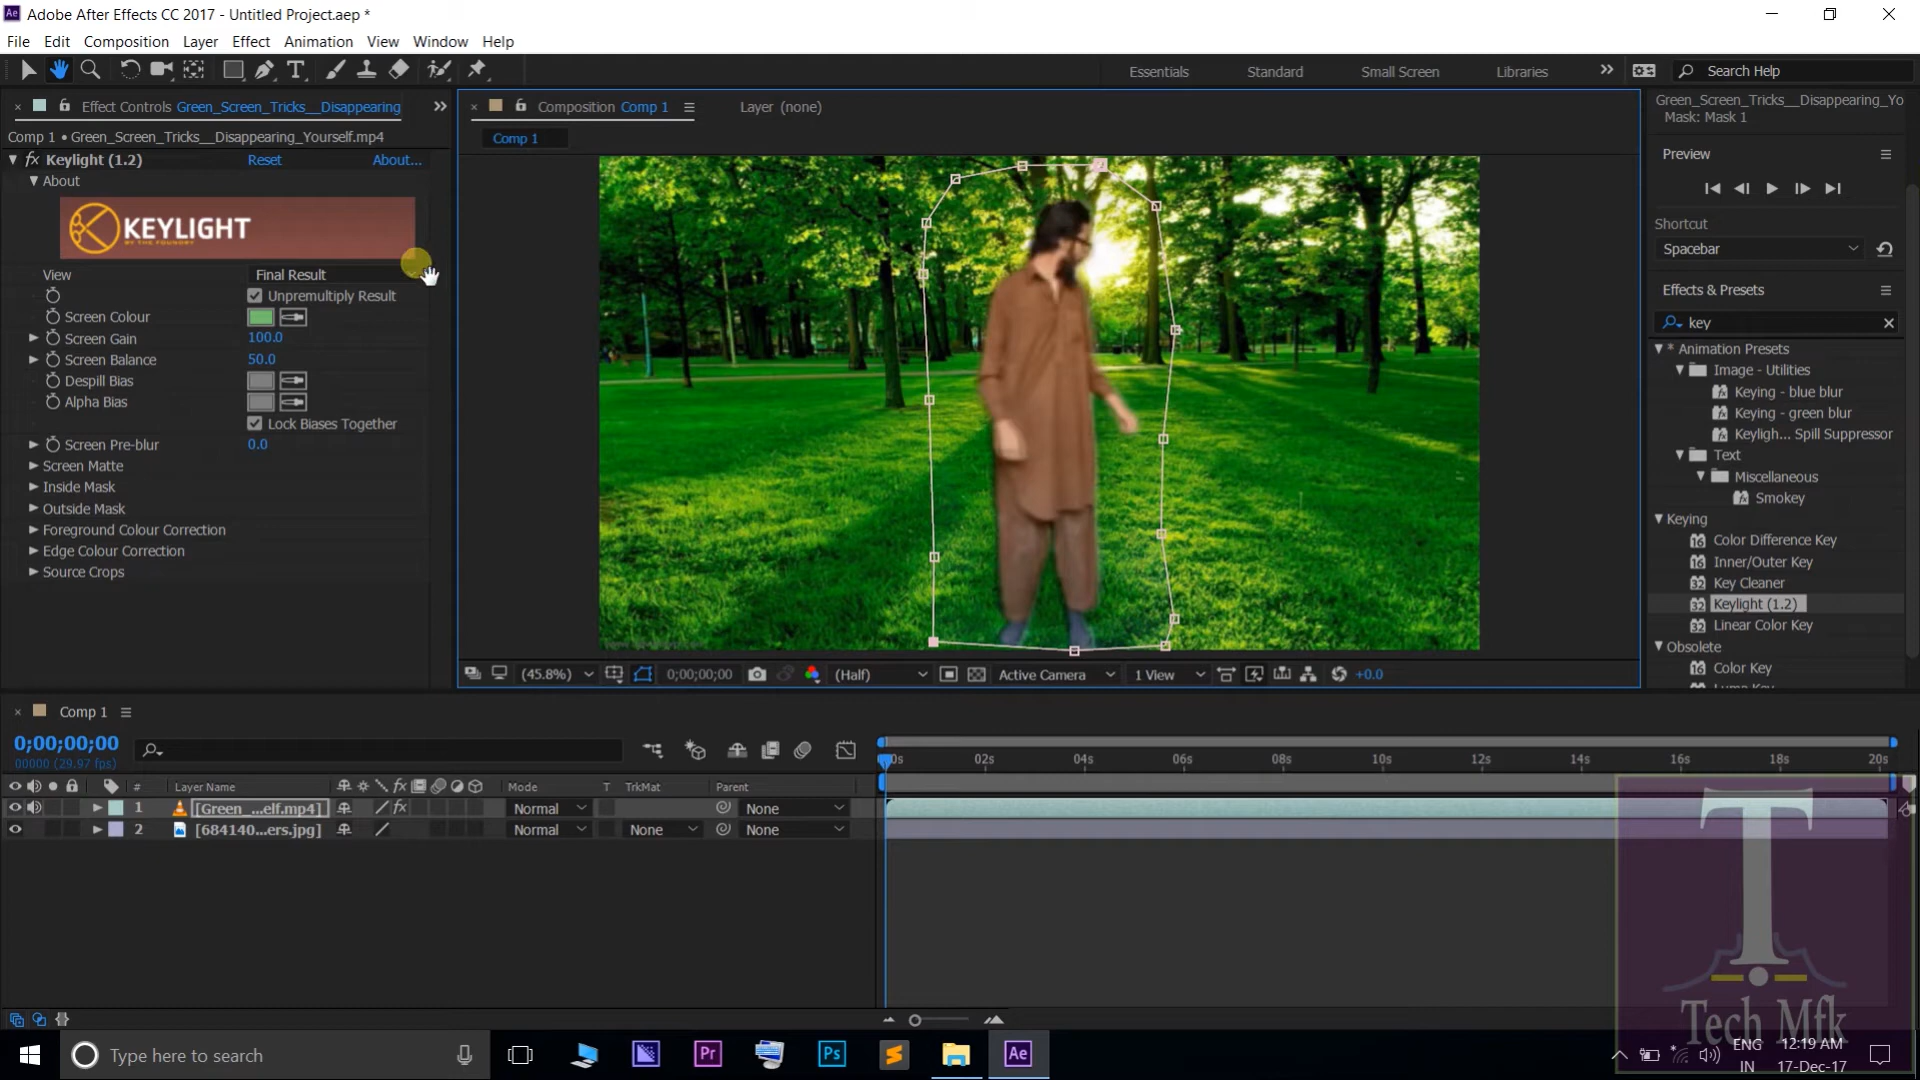 Adobe After Effects CC 2017 - Untitled Project.aep *
File Edit Composition Layer Effect Animation View Window Help
Essentials Standard Small Screen Libraries Search Help
Effect Controls Green_Screen_Tricks__Disappearing
Comp 1 • Green_Screen_Tricks__Disappearing_Yourself.mp4
fx Keylight (1.2) Reset About...
About
KEYLIGHT
BY THE FOUNDRY
View Final Result
Unpremultiply Result
Screen Colour
Screen Gain 100.0
Screen Balance 50.0
Despill Bias
Alpha Bias
Lock Biases Together
Screen Pre-blur 0.0
Screen Matte
Inside Mask
Outside Mask
Foreground Colour Correction
Edge Colour Correction
Source Crops
Composition Comp 1 Layer (none)
Comp 1
(45.8%) 0;00;00;00 (Half) Active Camera 1 View +0.0
Green_Screen_Tricks__Disappearing_Yo
Mask: Mask 1
Preview
Shortcut
Spacebar
Effects & Presets
key
* Animation Presets
Image - Utilities
Keying - blue blur
Keying - green blur
Keyligh... Spill Suppressor
Text
Miscellaneous
Smokey
Keying
Color Difference Key
Inner/Outer Key
Key Cleaner
Keylight (1.2)
Linear Color Key
Obsolete
Color Key
Comp 1
0;00;00;00
00000 (29.97 fps)
# Layer Name Mode T TrkMat Parent
1 [Green_...elf.mp4] Normal None
2 [684140...ers.jpg] Normal None None
02s 04s 06s 08s 10s 12s 14s 16s 18s 20s
T
Tech Mfk
Type here to search
Pr Ps Ae
ENG
IN
12:19 AM
17-Dec-17